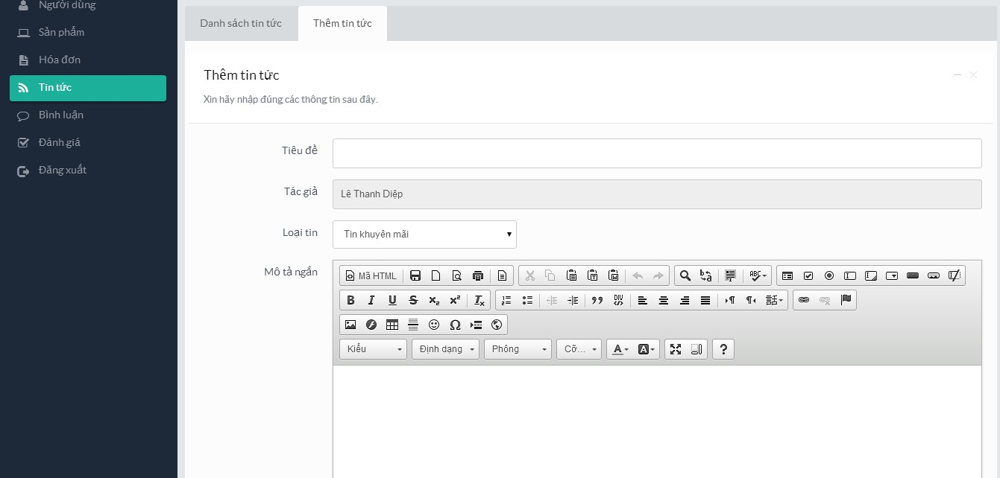 Người dùng
Sản phẩm
Hóa đơn
Tin tức
Bình luận
Đánh giá
Đăng xuất
Danh sách tin tức
Thêm tin tức
Thêm tin tức
Xin hãy nhập đúng các thông tin sau đây.
Tiêu đề
Tác giả
Lê Thanh Diệp
Loại tin
Tin khuyên mãi
Mô tả ngắn
Mã HTML
Kiểu
Định dạng
Phông
Cỡ...